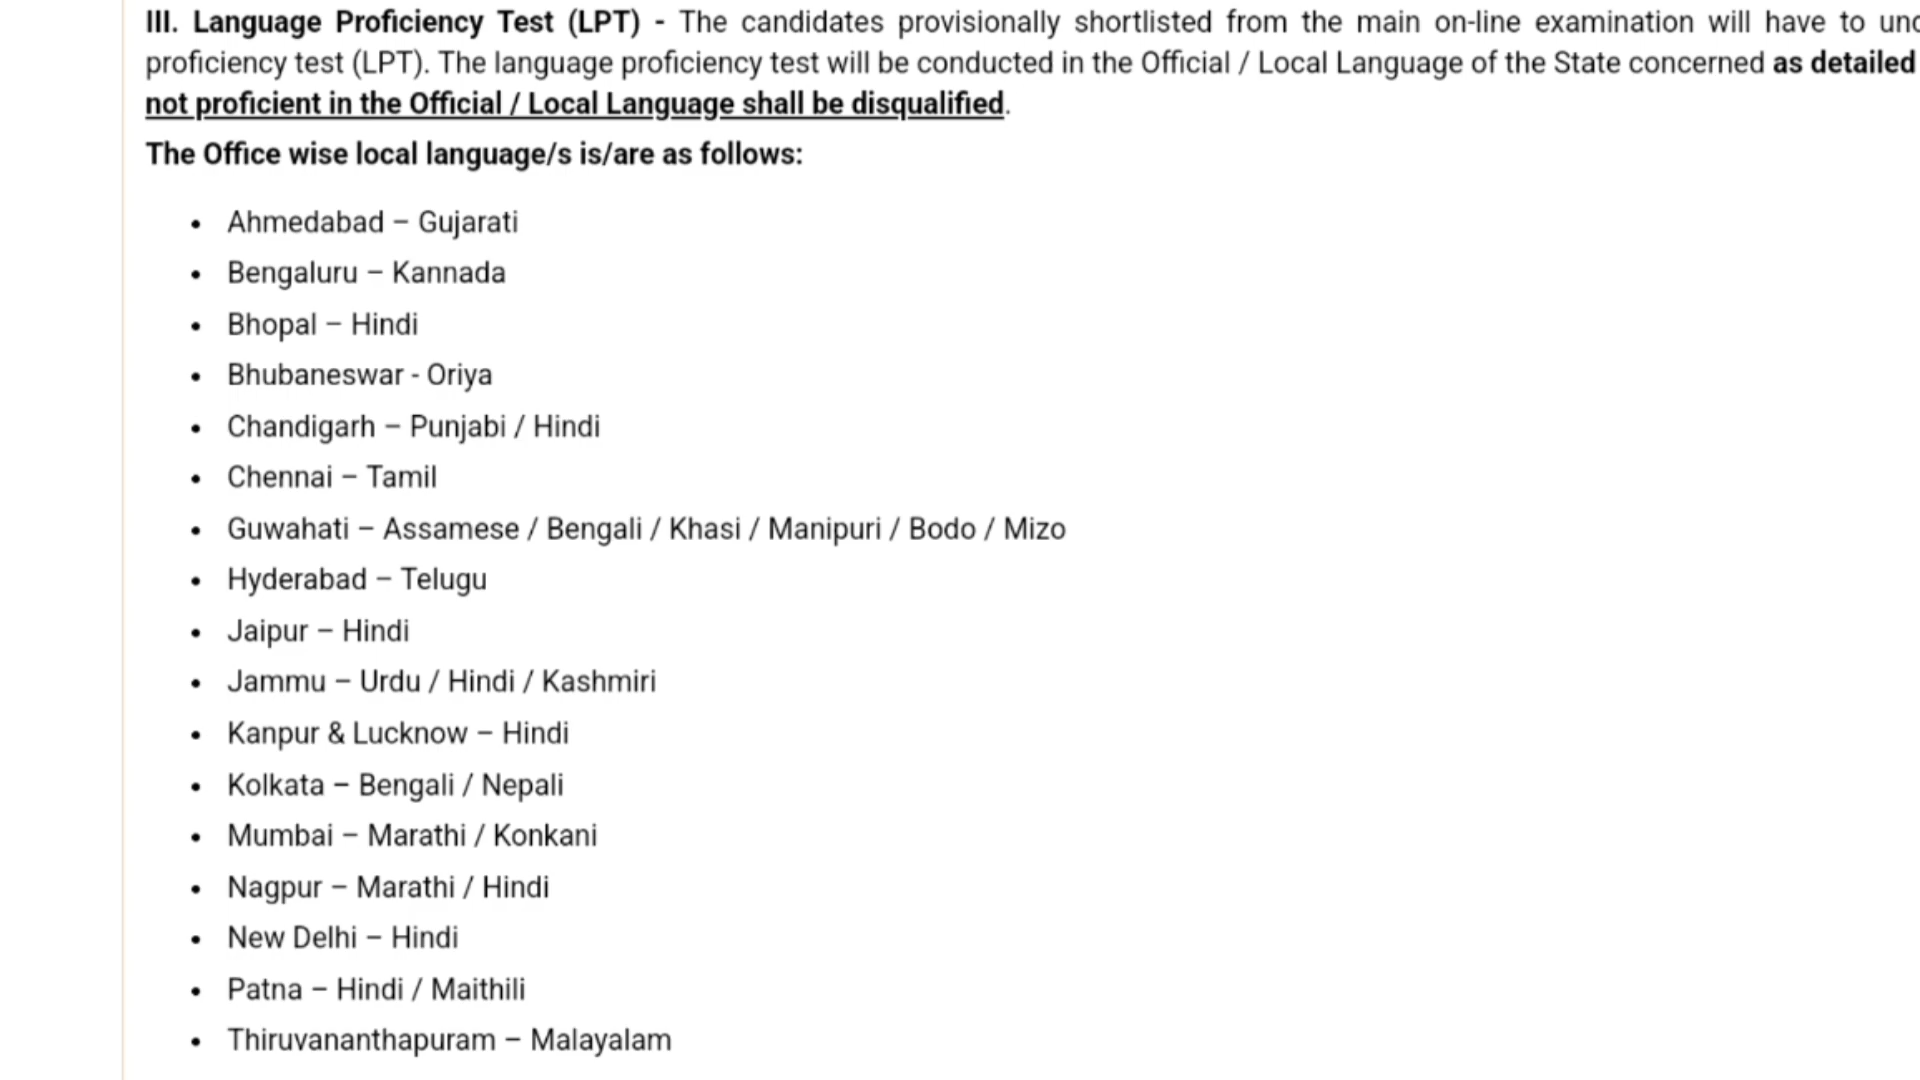 III. Language Proficiency Test (LPT) - The candidates provisionally shortlisted from the main on-line examination will have to
proficiency test (LPT). The language proficiency test will be conducted in the Official / Local Language of the State concerned as detailed
not proficient in the Official / Local Language shall be disqualified.
The Office wise local language/s is/are as follows:
• Ahmedabad – Gujarati
• Bengaluru – Kannada
• Bhopal – Hindi
• Bhubaneswar - Oriya
• Chandigarh – Punjabi / Hindi
• Chennai – Tamil
• Guwahati – Assamese / Bengali / Khasi / Manipuri / Bodo / Mizo
• Hyderabad – Telugu
• Jaipur – Hindi
• Jammu – Urdu / Hindi / Kashmiri
• Kanpur & Lucknow – Hindi
• Kolkata – Bengali / Nepali
• Mumbai – Marathi / Konkani
• Nagpur – Marathi / Hindi
• New Delhi – Hindi
• Patna – Hindi / Maithili
• Thiruvananthapuram – Malayalam